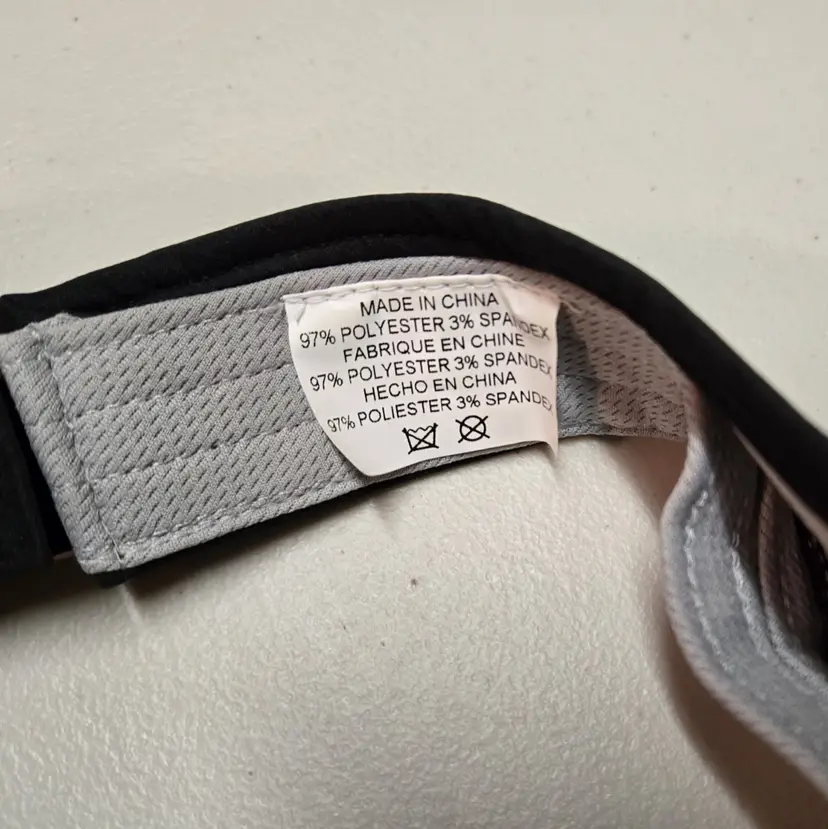 MADE IN CHINA
97% POLYESTER 3% SPANDEX
FABRIQUE EN CHINE
97% POLYESTER 3% SPANDEX
HECHO EN CHINA
97% POLIESTER 3% SPANDEX